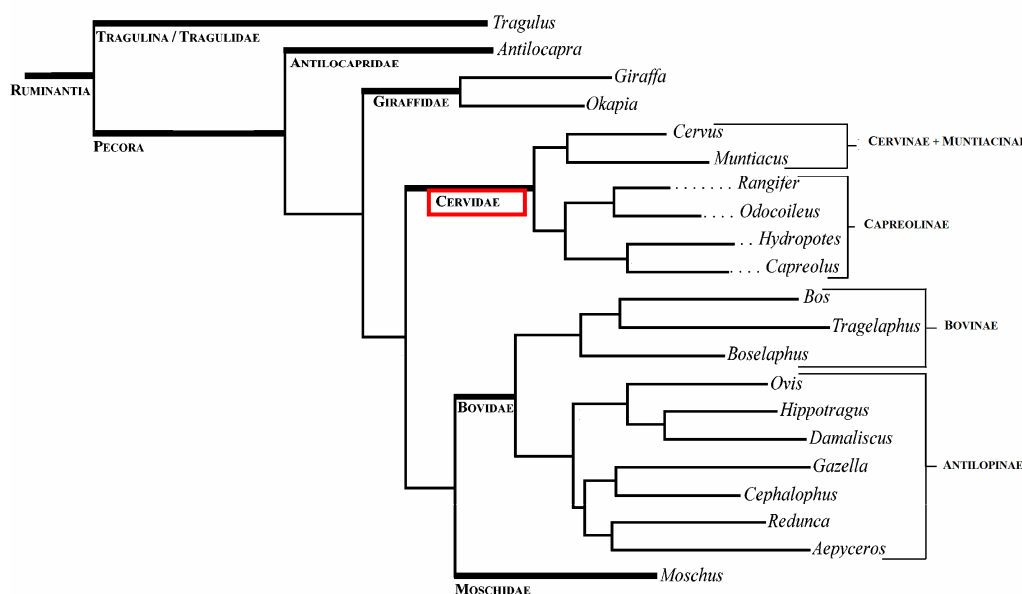 Tragulus
TRAGULINA / TRAGULIDAE
Antilocapra
ANTILOCAPRIDAE
Giraffa
RUMINANTIA
GIRAFFIDAE
Okapia
Cervus
CERVINAE + MUNTIACINAE
PECORA
Muntiacus
Rangifer
CERVIDAE
Odocoileus
CAPREOLINAE
Hydropotes
Capreolus
Bos
Tragelaphus
BOVINAE
Boselaphus
Ovis
BOVIDAE
Hippotragus
Damaliscus
Gazella
ANTILOPINAE
Cephalophus
Redunca
Aepyceros
Moschus
MOSCHIDAE